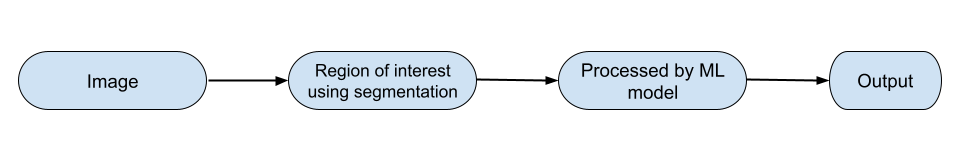 Image
Region of interest
using segmentation
Processed by ML
model
Output